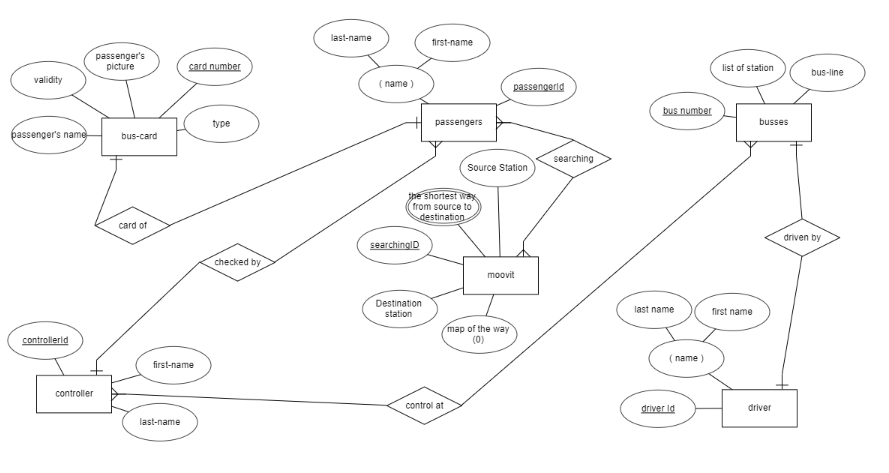 last-name
first-name
passenger's
picture
card number
validity
( name )
passengerId
list of station
bus-line
bus number
type
passenger's name
bus-card
passengers
busses
searching
Source Station
the shortest way
from source to
destination
card of
driven by
searchingID
checked by
moovit
Destination
station
last name
first name
map of the way
(0)
controllerId
first-name
( name )
controller
control at
driver Id
driver
last-name